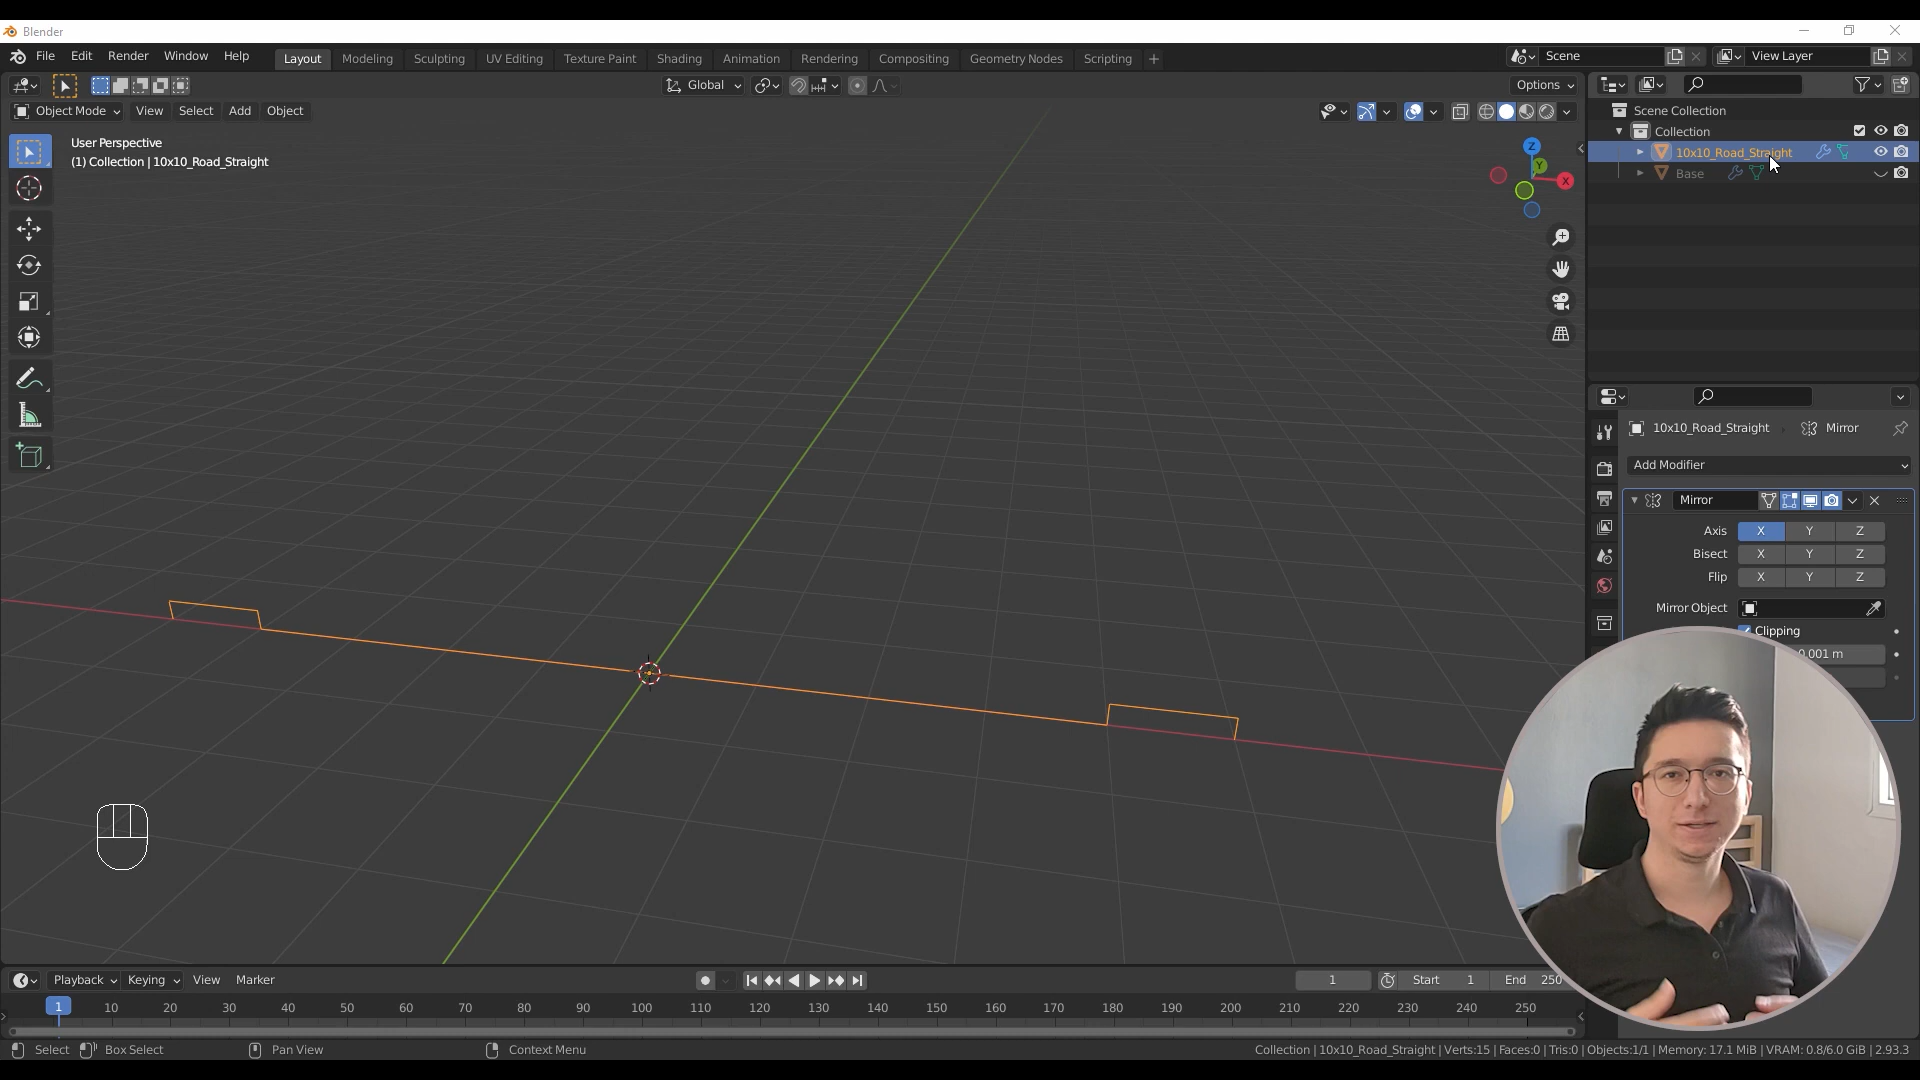 Blender
File Edit Render Window Help Layout Modeling Sculpting UV Editing Texture Paint Shading Animation Rendering Compositing Geometry Nodes Scripting + Scene View Layer
Global Options
Object Mode View Select Add Object
Scene Collection
Collection
10x10_Road_Straight
Base
User Perspective
(1) Collection | 10x10_Road_Straight
Z
Y
X
10x10_Road_Straight Mirror
Add Modifier
Mirror
Axis X Y Z
Bisect X Y Z
Flip X Y Z
Mirror Object
Clipping
0.001 m
Playback Keying View Marker 1 Start 1 End 250
1 10 20 30 40 50 60 70 80 90 100 110 120 130 140 150 160 170 180 190 200 210 220 230 240 250
Select Box Select Pan View Context Menu Collection | 10x10_Road_Straight | Verts:15 | Faces:0 | Tris:0 | Objects:1/1 | Memory: 17.1 MiB | VRAM: 0.8/6.0 GiB | 2.93.3